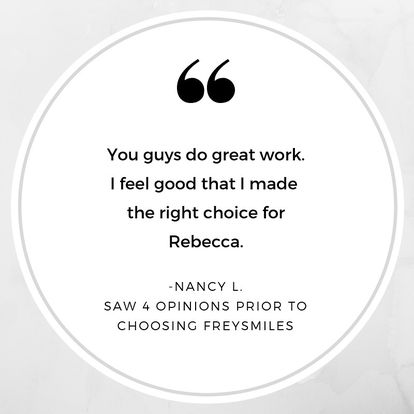 ❝
You guys do great work.
I feel good that I made
the right choice for
Rebecca.
-NANCY L.
SAW 4 OPINIONS PRIOR TO
CHOOSING FREYSMILES